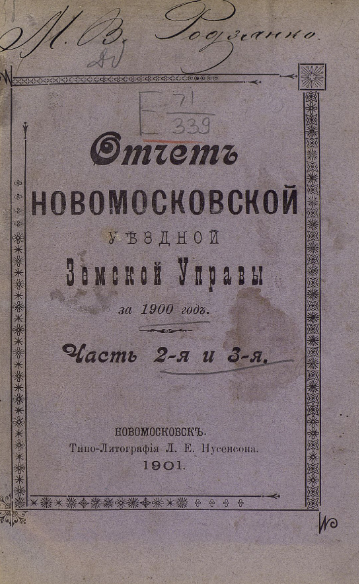 М. В. Родзянко.
Е 71
339
Отчетъ
НОВОМОСКОВСКОЙ
УѢЗДНОЙ
Земской Управы
за 1900 годъ.
Часть 2-я и 3-я.
НОВОМОСКОВСКЪ.
Типо-Литографія Л. Е. Нусенсона.
1901.